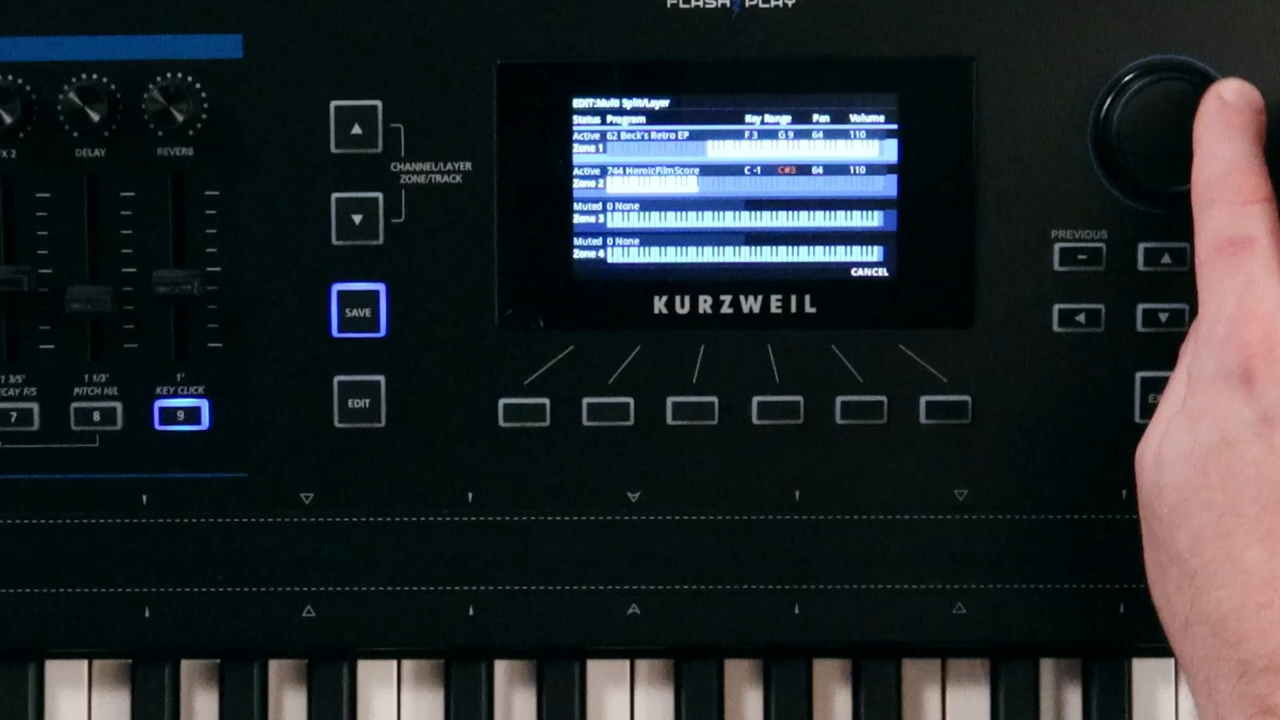 FLASH PLAY
EDIT:Multi Split/Layer
Status Program Key Range Pan Volume
Active 62 Beck's Retro EP F 3 G 9 64 110
Zone 1
Active 744 HeroicFilmScore C -1 C#3 64 110
Zone 2
Muted 0 None
Zone 3
Muted 0 None
Zone 4
CANCEL
KURZWEIL
DELAY
REVERB
CHANNEL/LAYER
ZONE/TRACK
PREVIOUS
-
SAVE
EDIT
1 1/3'
1'
PITCH H/L
KEY CLICK
7
8
9